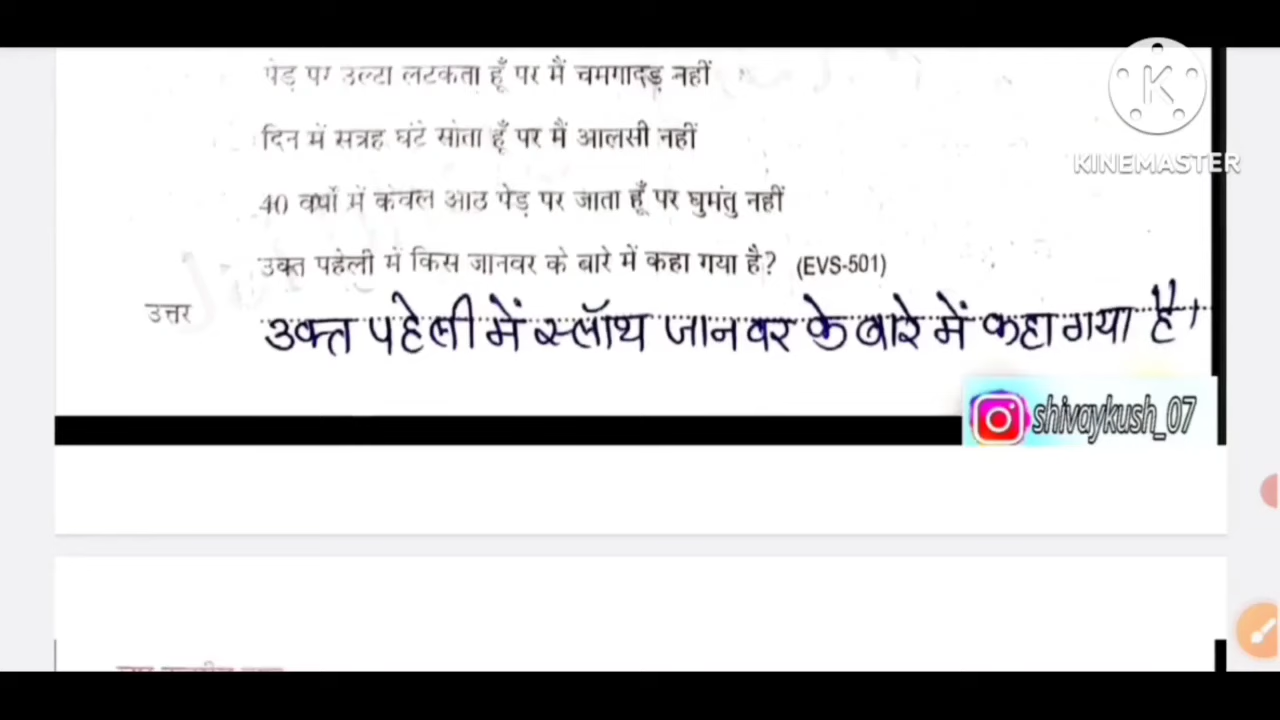 पेड़ पर उल्टा लटकता हूँ पर मैं चमगादड़ नहीं
KINEMASTER
दिन में सत्रह घंटे सोता हूँ पर मैं आलसी नहीं
40 वर्षो में केवल आठ पेड़ पर जाता हूँ पर घुमंतु नहीं
उक्त पहेली में किस जानवर के बारे में कहा गया है? (EVS-501)
उत्तर
उक्त पहेली में स्लॉथ जानवर के बारे में कहा गया है।
shivaykush_07